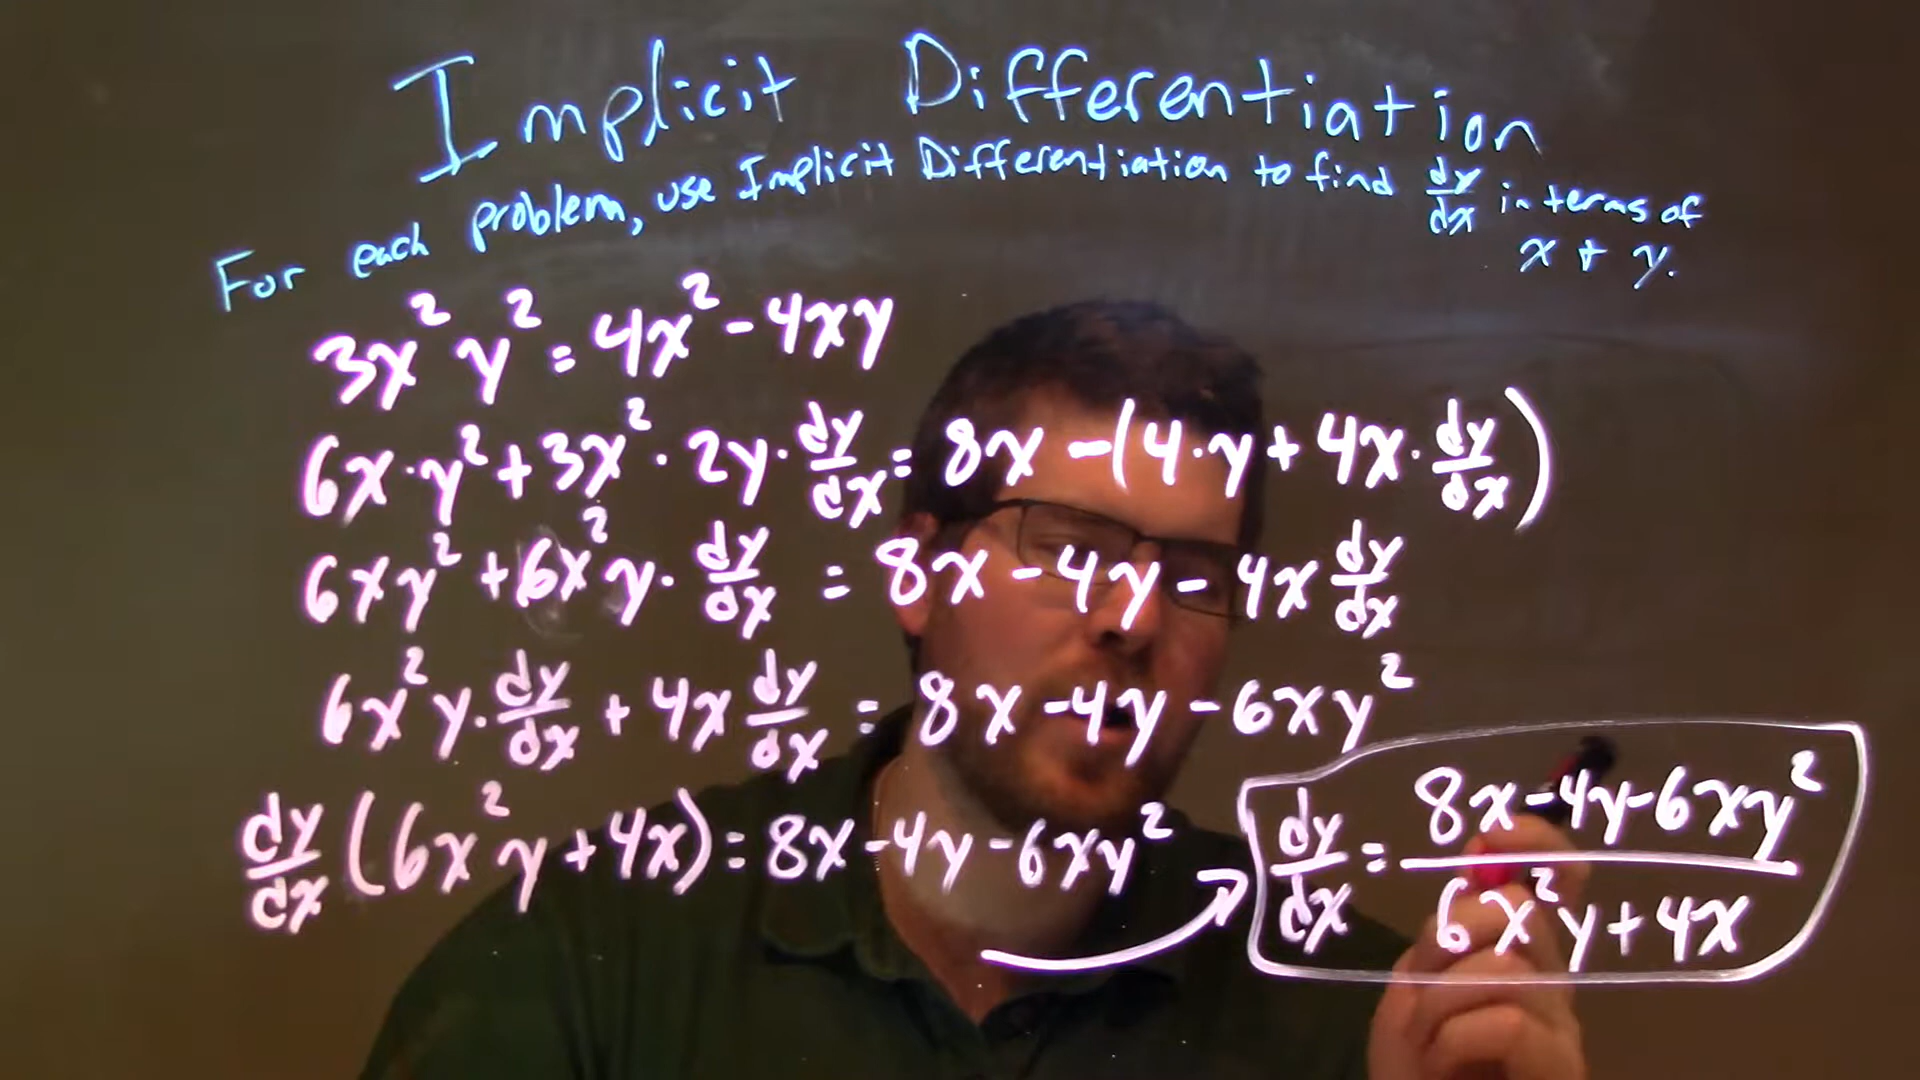 Implicit Differentiation
For each problem, use Implicit Differentiation to find dy/dx in terms of x + y.
3x²y² = 4x² - 4xy
6x·y² + 3x²·2y·dy/dx = 8x - (4·y + 4x·dy/dx)
6xy² + 6x²y·dy/dx = 8x - 4y - 4x dy/dx
6x²y·dy/dx + 4x dy/dx = 8x - 4y - 6xy²
dy/dx (6x²y + 4x) = 8x - 4y - 6xy²
dy/dx = (8x - 4y - 6xy²)/(6x²y + 4x)